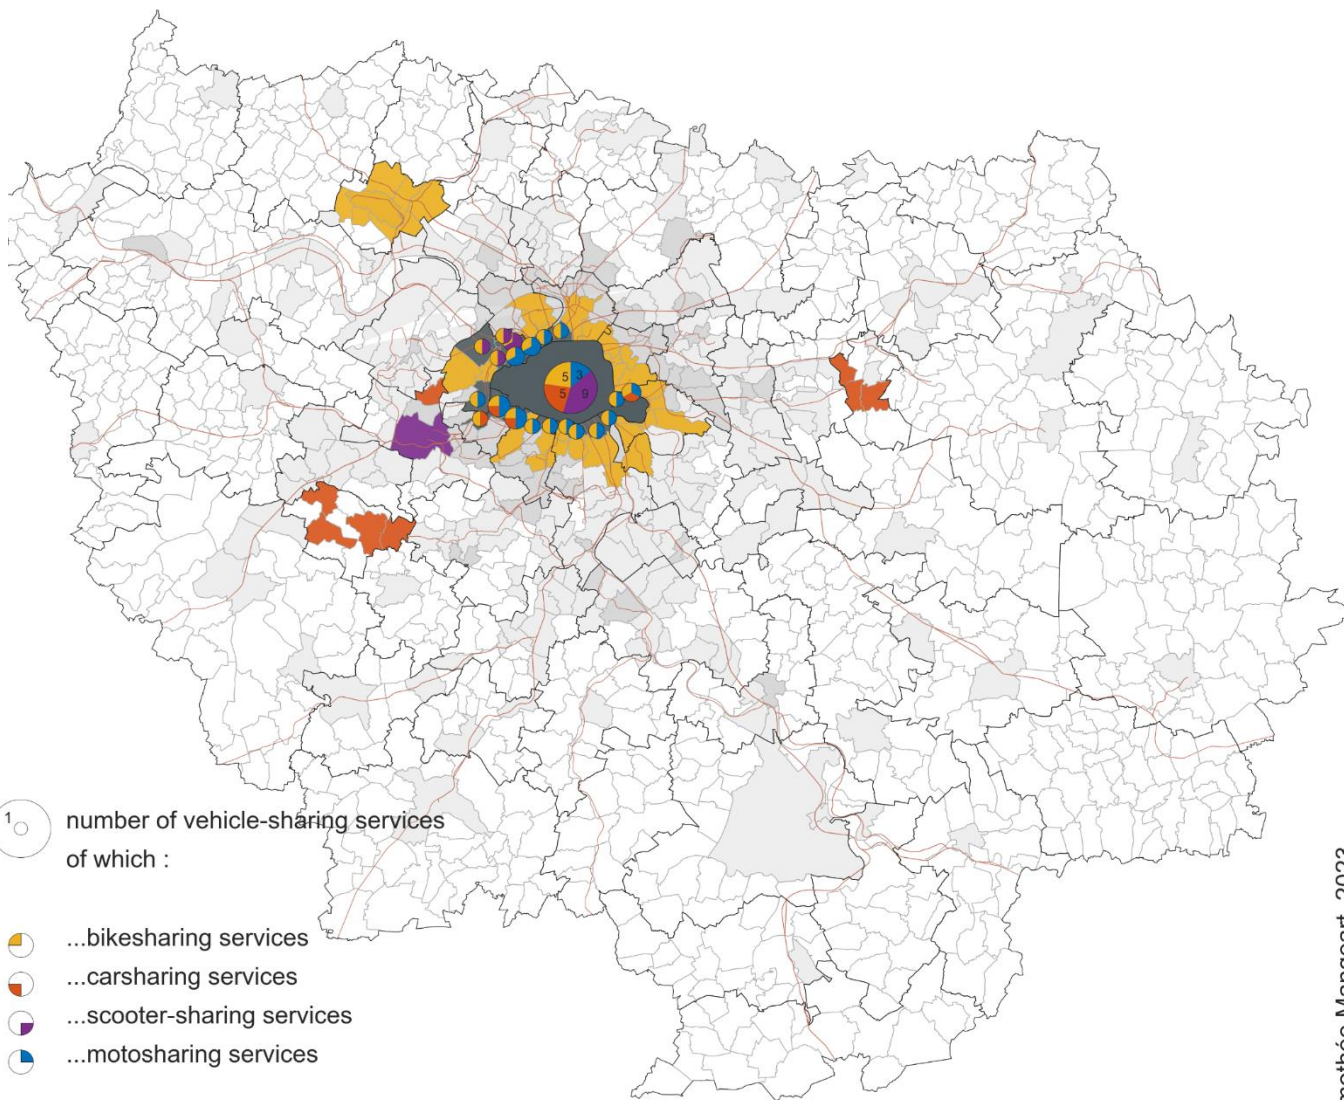 5 3
5 9
1
number of vehicle-sharing services
of which :
...bikesharing services
...carsharing services
...scooter-sharing services
...motosharing services
2023